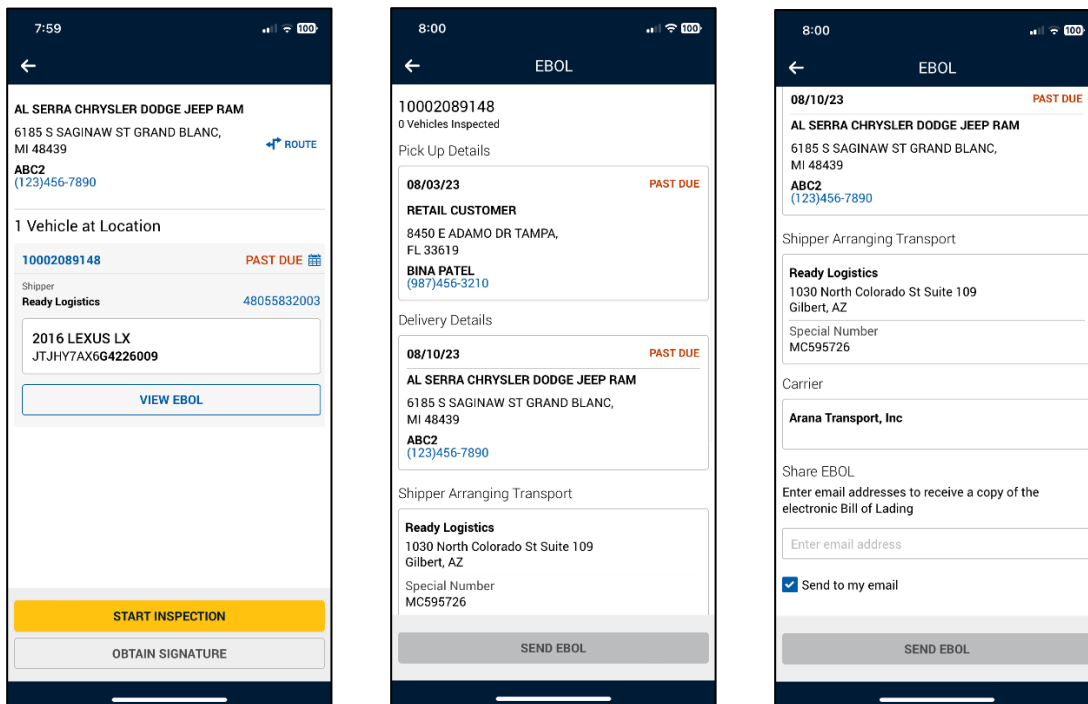 7:59
100
AL SERRA CHRYSLER DODGE JEEP RAM
6185 S SAGINAW ST GRAND BLANC,
MI 48439
ROUTE
ABC2
(123)456-7890
1 Vehicle at Location
10002089148 PAST DUE
Shipper
Ready Logistics 48055832003
2016 LEXUS LX
JTJHY7AX6G4226009
VIEW EBOL
START INSPECTION
OBTAIN SIGNATURE
8:00
100
EBOL
10002089148
0 Vehicles Inspected
Pick Up Details
08/03/23 PAST DUE
RETAIL CUSTOMER
8450 E ADAMO DR TAMPA,
FL 33619
BINA PATEL
(987)456-3210
Delivery Details
08/10/23 PAST DUE
AL SERRA CHRYSLER DODGE JEEP RAM
6185 S SAGINAW ST GRAND BLANC,
MI 48439
ABC2
(123)456-7890
Shipper Arranging Transport
Ready Logistics
1030 North Colorado St Suite 109
Gilbert, AZ
Special Number
MC595726
SEND EBOL
8:00
100
EBOL
08/10/23 PAST DUE
AL SERRA CHRYSLER DODGE JEEP RAM
6185 S SAGINAW ST GRAND BLANC,
MI 48439
ABC2
(123)456-7890
Shipper Arranging Transport
Ready Logistics
1030 North Colorado St Suite 109
Gilbert, AZ
Special Number
MC595726
Carrier
Arana Transport, Inc
Share EBOL
Enter email addresses to receive a copy of the
electronic Bill of Lading
Enter email address
Send to my email
SEND EBOL